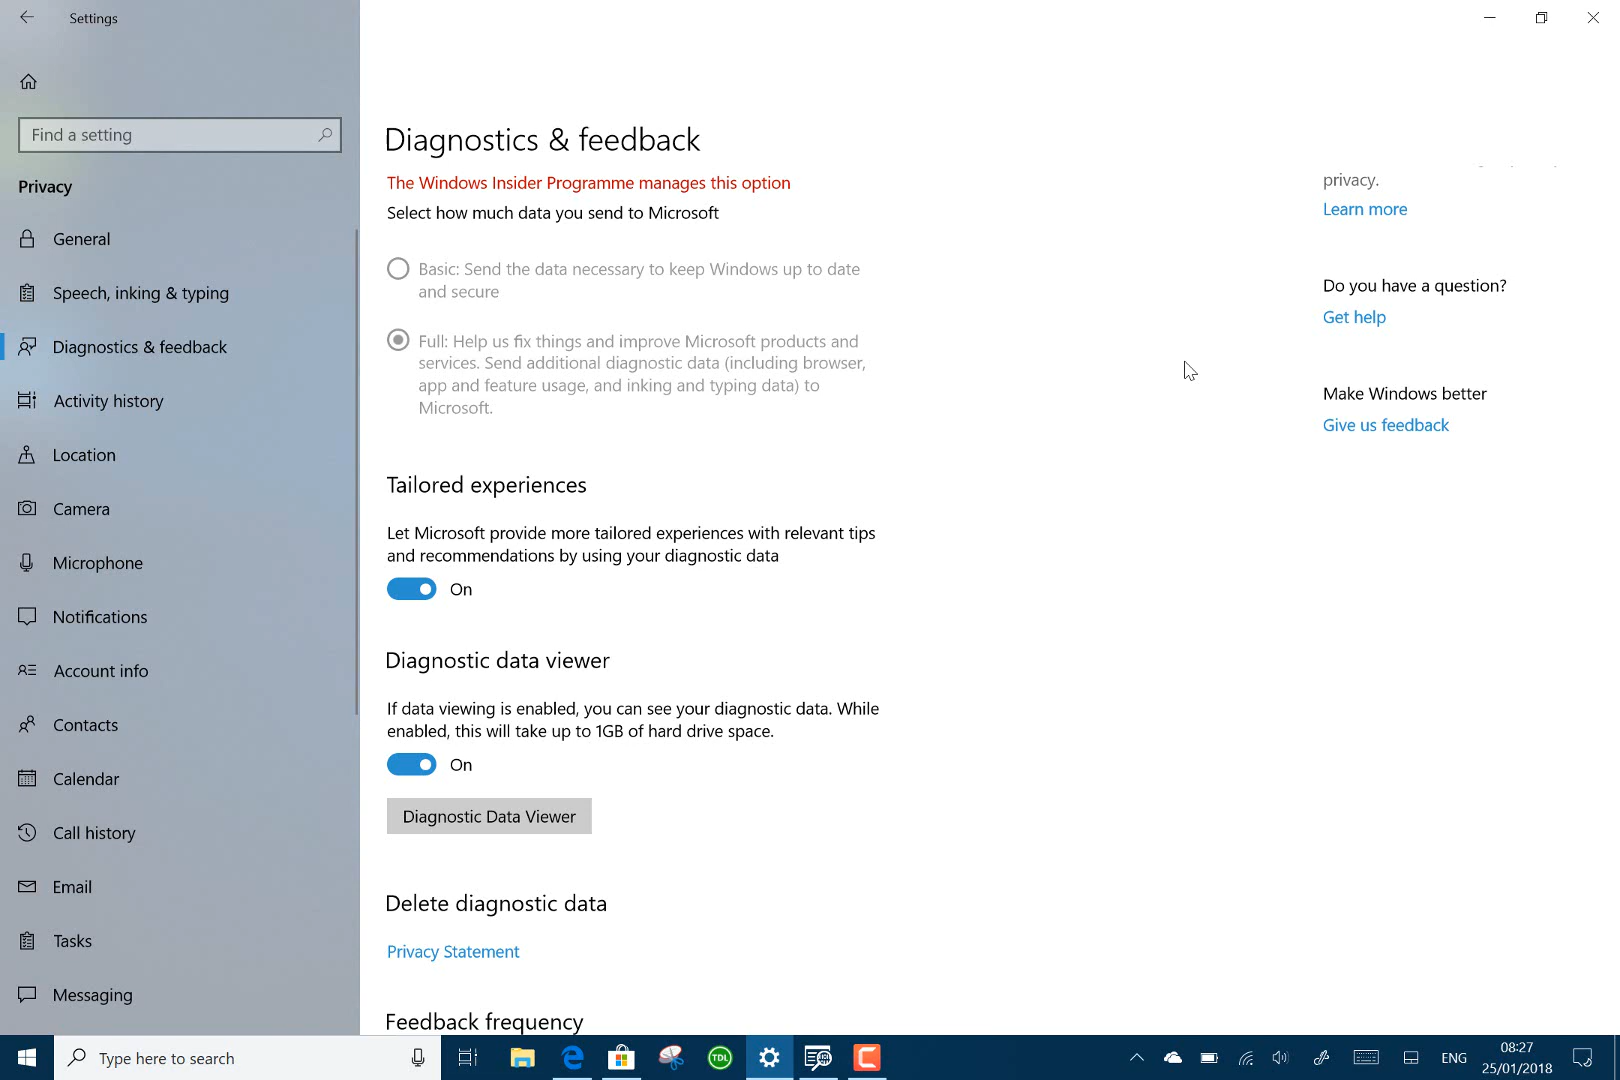 Settings
Find a setting
Privacy
General
Speech, inking & typing
Diagnostics & feedback
Activity history
Location
Camera
Microphone
Notifications
Account info
Contacts
Calendar
Call history
Email
Tasks
Messaging
Diagnostics & feedback
The Windows Insider Programme manages this option
Select how much data you send to Microsoft
Basic: Send the data necessary to keep Windows up to date
and secure
Full: Help us fix things and improve Microsoft products and
services. Send additional diagnostic data (including browser,
app and feature usage, and inking and typing data) to
Microsoft.
Tailored experiences
Let Microsoft provide more tailored experiences with relevant tips
and recommendations by using your diagnostic data
On
Diagnostic data viewer
If data viewing is enabled, you can see your diagnostic data. While
enabled, this will take up to 1GB of hard drive space.
On
Diagnostic Data Viewer
Delete diagnostic data
Privacy Statement
Feedback frequency
privacy.
Learn more
Do you have a question?
Get help
Make Windows better
Give us feedback
Type here to search
TDL
ENG
08:27
25/01/2018